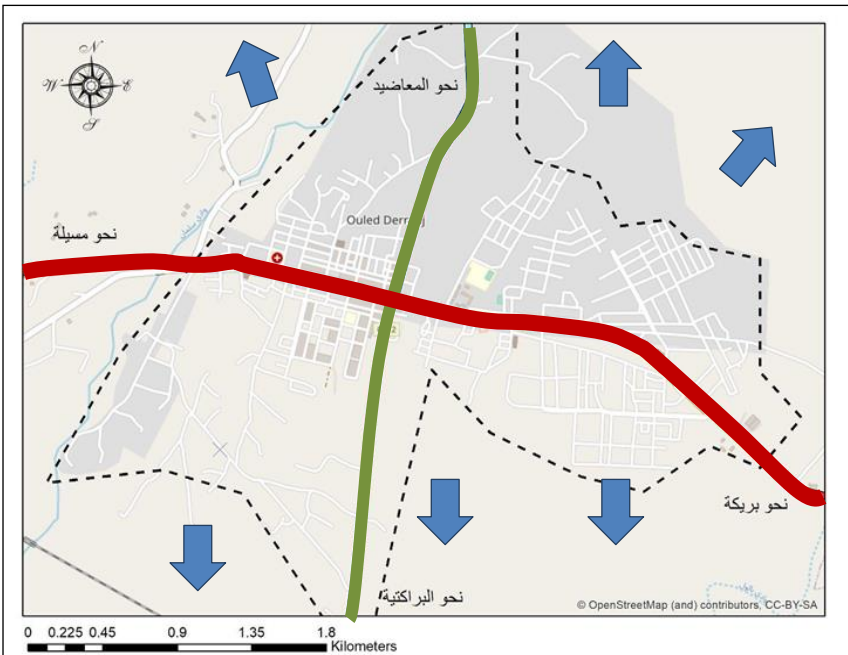 N
W E
S
نحو المعاضيد
Ouled Derr j
نحو مسيلة
نحو بريكة
نحو البراكتية
© OpenStreetMap (and) contributors, CC-BY-SA
0 0.225 0.45 0.9 1.35 1.8
Kilometers